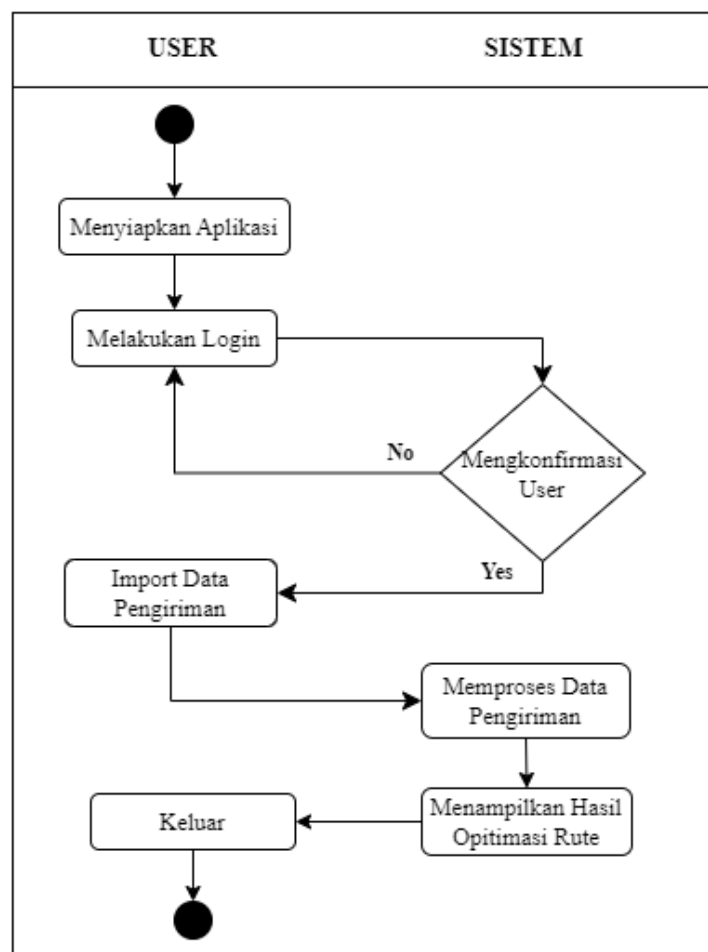 USER
SISTEM
Menyiapkan Aplikasi
Melakukan Login
Mengkonfirmasi
User
No
Yes
Import Data
Pengiriman
Memproses Data
Pengiriman
Menampilkan Hasil
Opitimasi Rute
Keluar